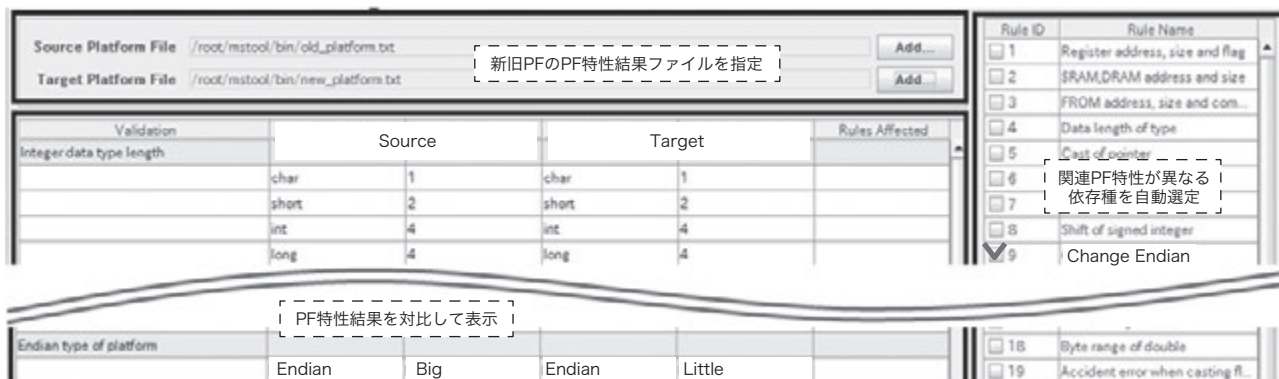 Source Platform File /root/mstool/bin/old_platform.txt Add...
Target Platform File /root/mstool/bin/new_platform.txt Add...
新旧PFのPF特性結果ファイルを指定
Validation Source Target Rules Affected
Integer data type length
char 1 char 1
short 2 short 2
int 4 int 4
long 4 long 4
PF特性結果を対比して表示
Endian type of platform
Endian Big Endian Little
Rule ID Rule Name
1 Register address, size and flag
2 SRAM,DRAM address and size
3 FROM address, size and com...
4 Data length of type
5 Cast of pointer
6
7
関連PF特性が異なる
依存種を自動選定
8 Shift of signed integer
9 Change Endian
18 Byte range of double
19 Accident error when casting fl...